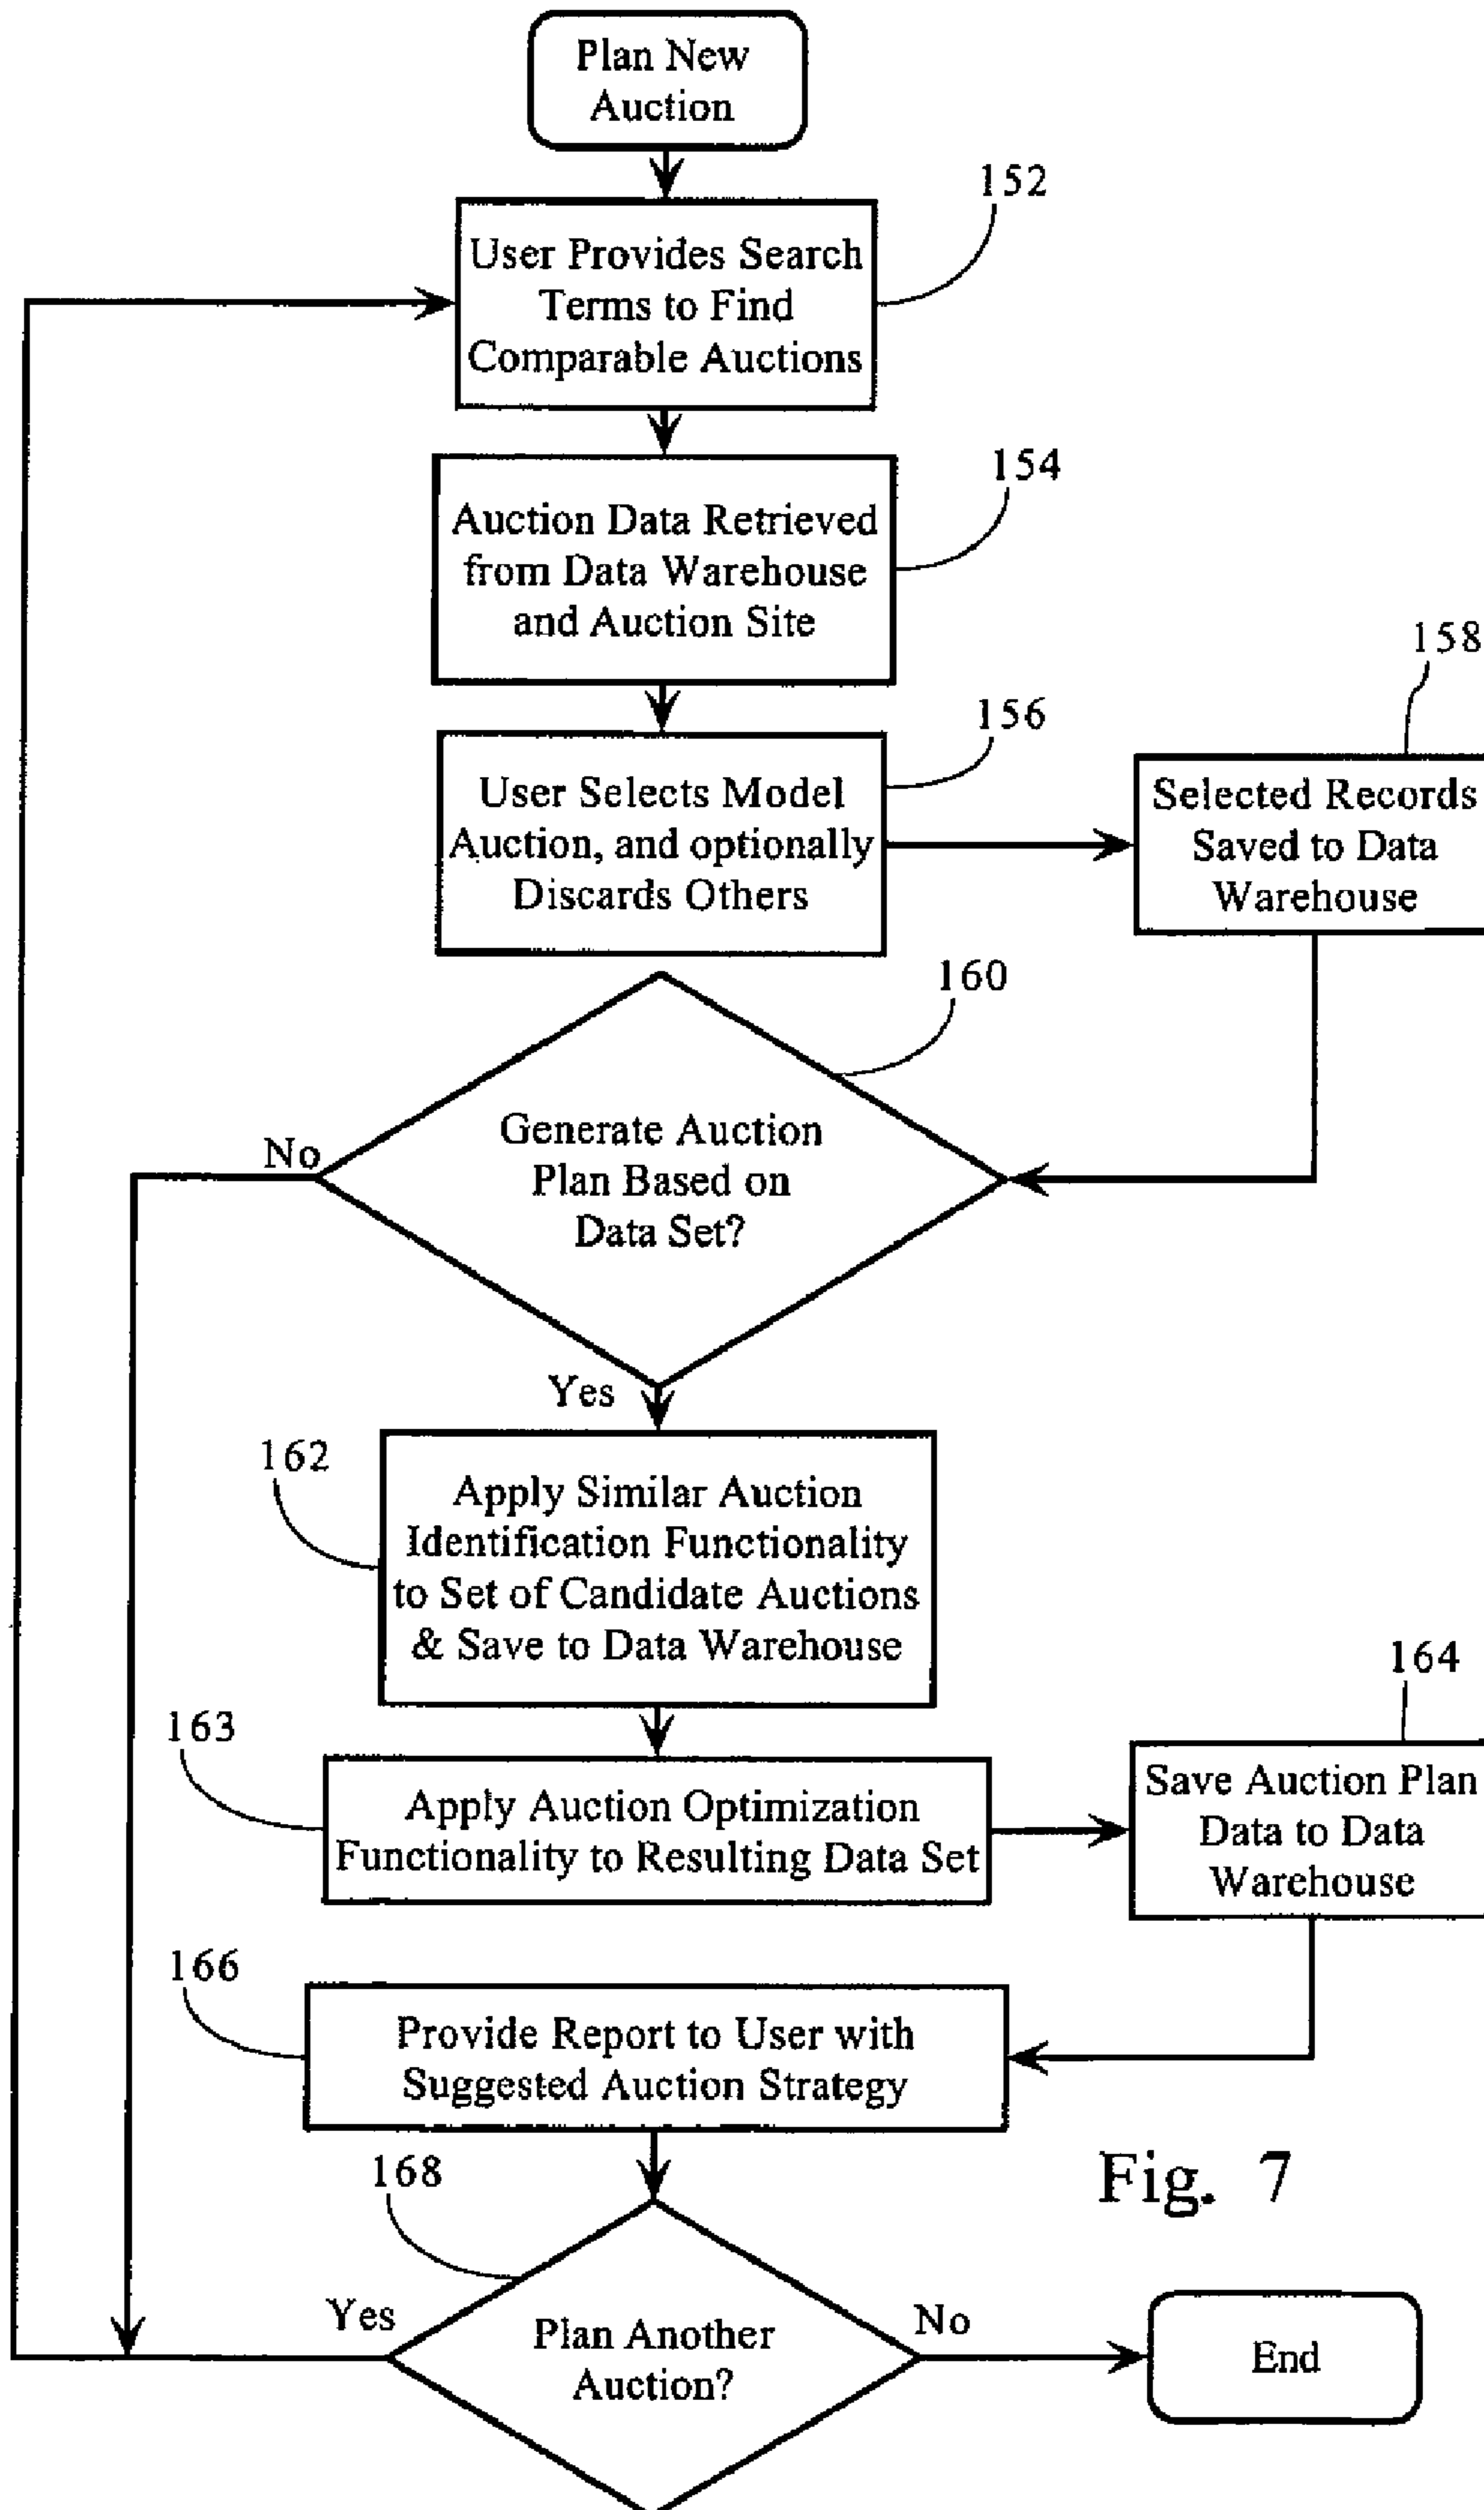 Plan New
Auction
152
User Provides Search
Terms to Find
Comparable Auctions
154
Auction Data Retrieved
from Data Warehouse
and Auction Site
156
User Selects Model
Auction, and optionally
Discards Others
158
Selected Records
Saved to Data
Warehouse
160
Generate Auction
Plan Based on
Data Set?
No
Yes
162
Apply Similar Auction
Identification Functionality
to Set of Candidate Auctions
& Save to Data Warehouse
163
Apply Auction Optimization
Functionality to Resulting Data Set
164
Save Auction Plan
Data to Data
Warehouse
166
Provide Report to User with
Suggested Auction Strategy
Fig. 7
168
Yes
Plan Another
Auction?
No
End